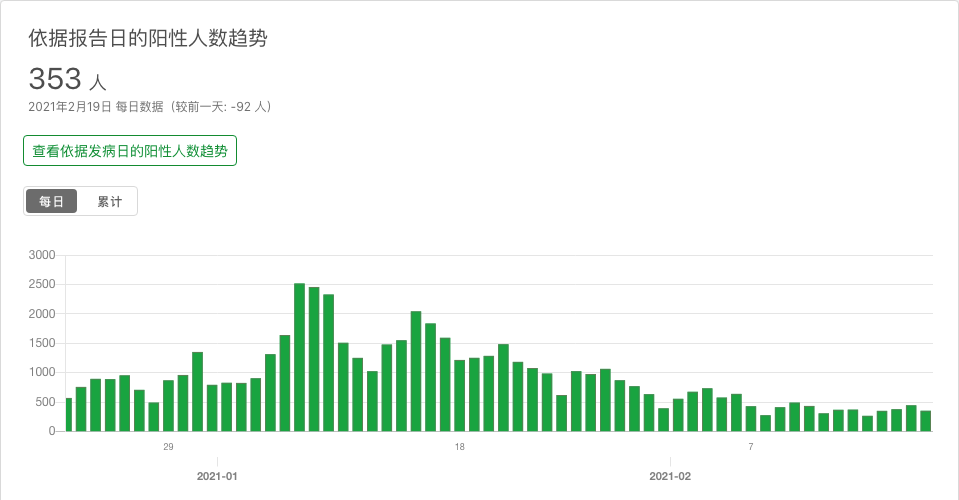 依据报告日的阳性人数趋势
353 人
2021年2月19日 每日数据（较前一天: -92 人）
查看依据发病日的阳性人数趋势
每日 累计
3000
2500
2000
1500
1000
500
0
29 18 7
2021-01 2021-02